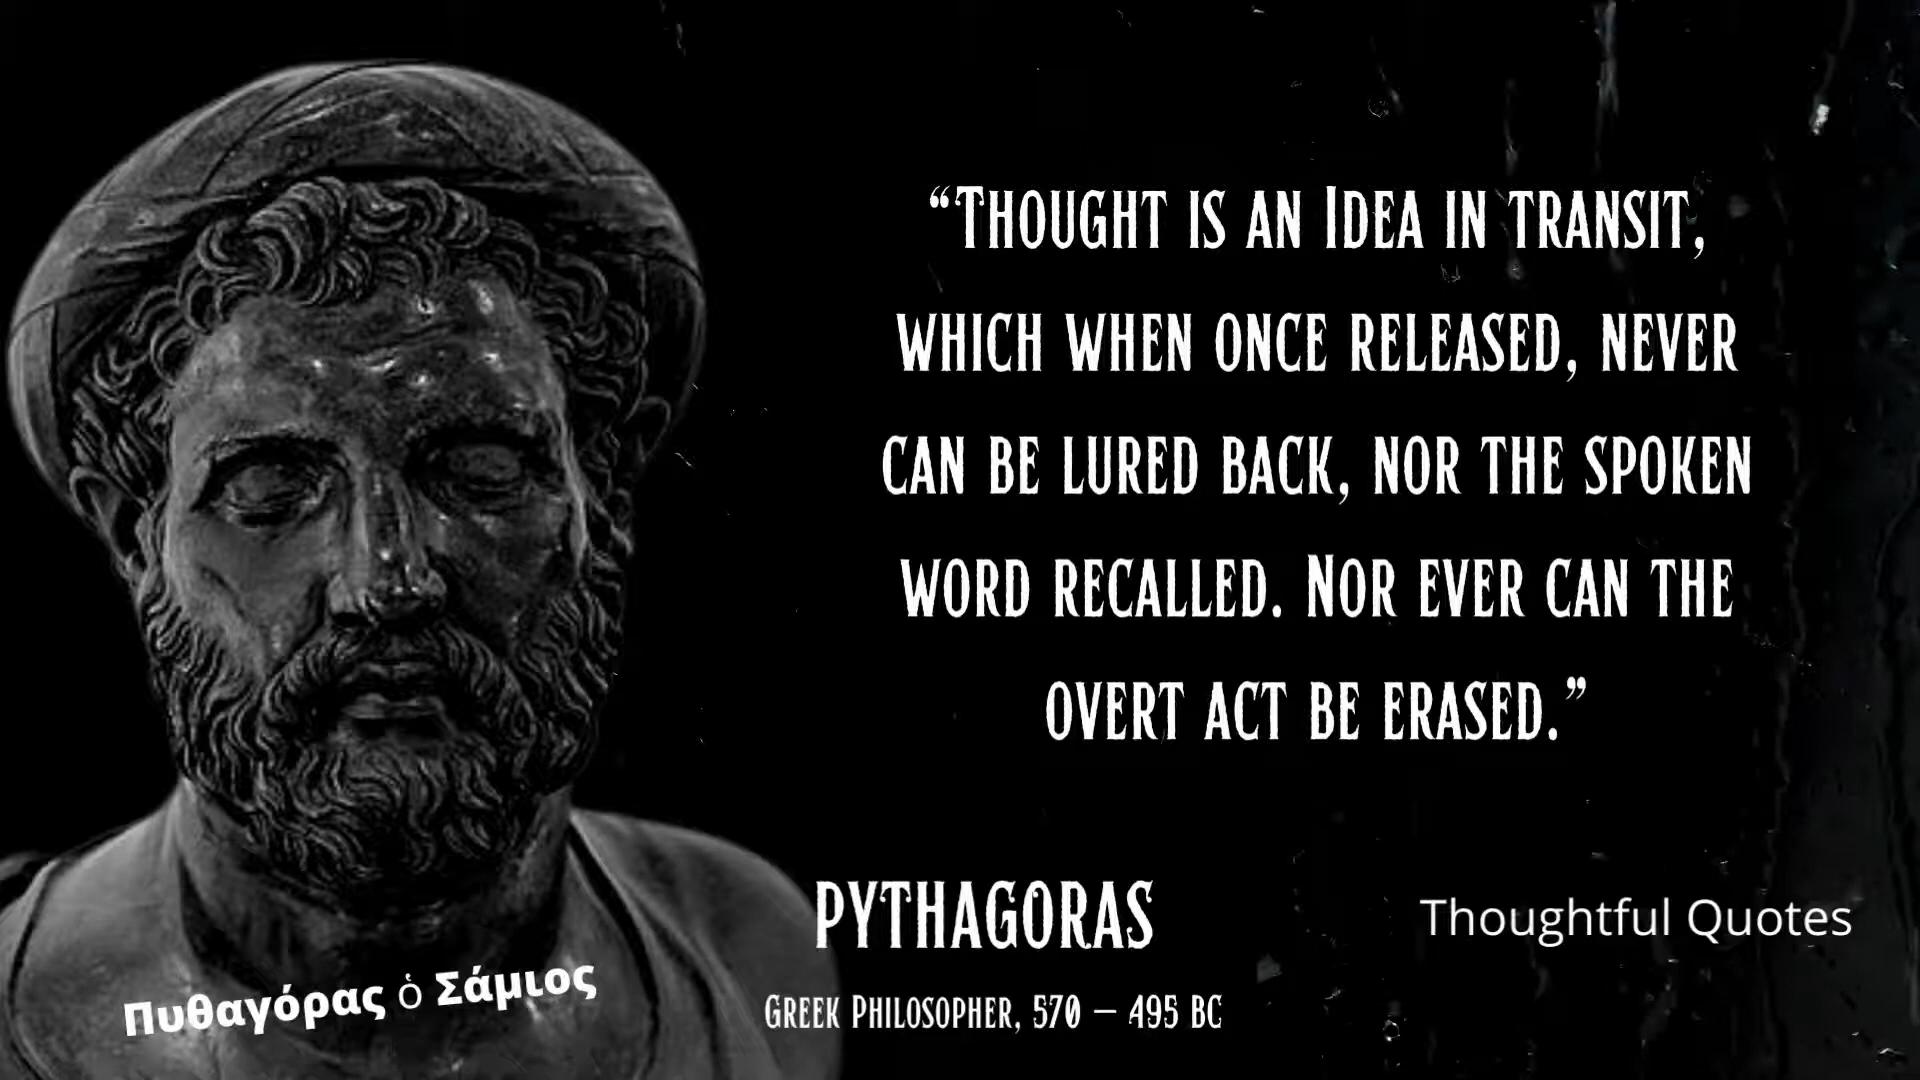 “Thought is an Idea in transit,
which when once released, never
can be lured back, nor the spoken
word recalled. Nor ever can the
overt act be erased.”
PYTHAGORAS
Thoughtful Quotes
Πυθαγόρας ὁ Σάμιος
Greek Philosopher, 570 – 495 BC